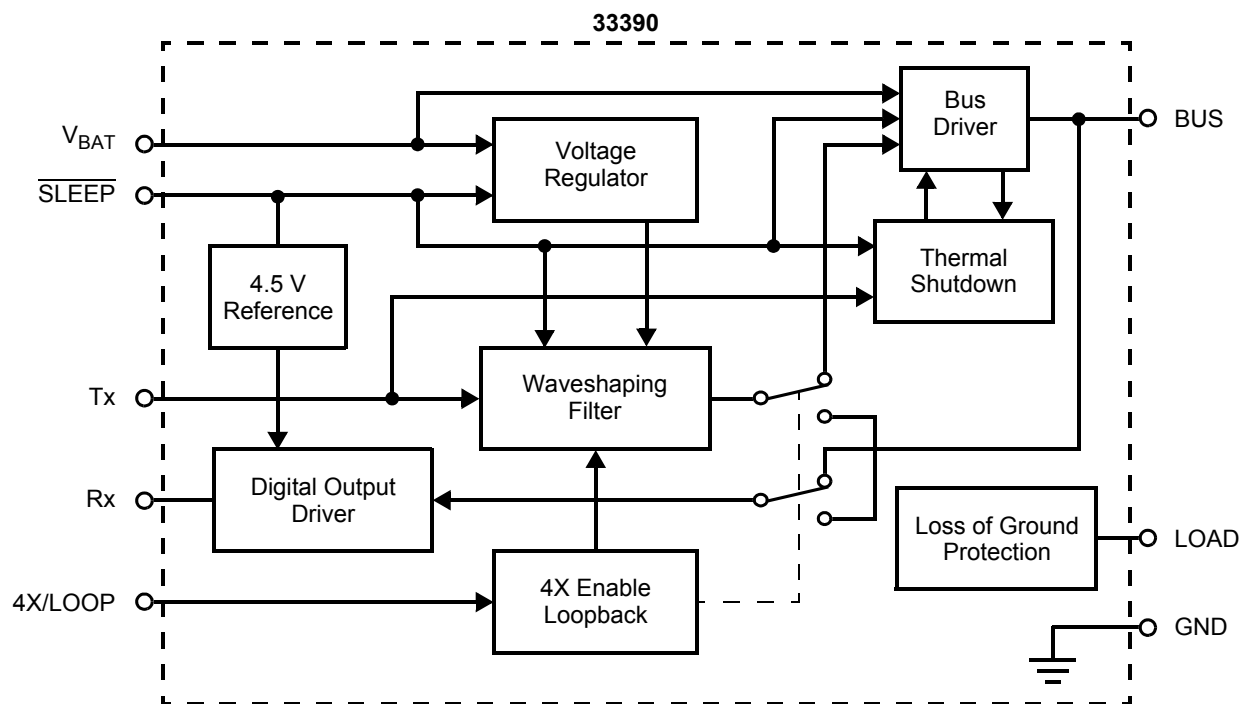 33390
Bus
Driver
BUS
V_BAT
Voltage
Regulator
SLEEP
4.5 V
Reference
Thermal
Shutdown
Tx
Waveshaping
Filter
Rx
Digital Output
Driver
Loss of Ground
Protection
LOAD
4X/LOOP
4X Enable
Loopback
GND